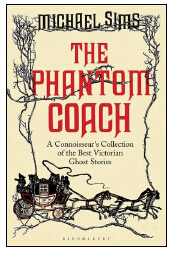 MICHAEL SIMS
THE
PHANTOM
COACH
A Connoisseur's Collection
of the Best Victorian
Ghost Stories
BLOOMSBURY